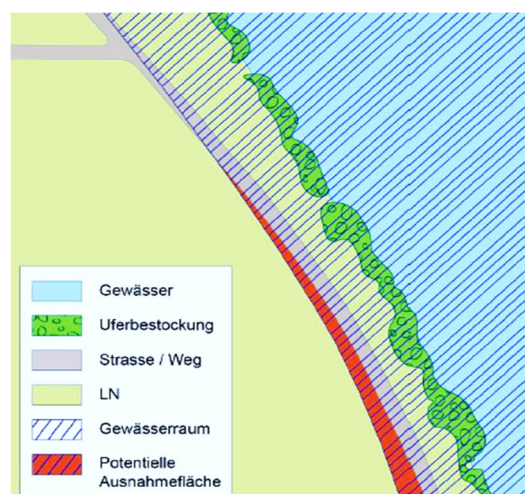 Gewässer
Uferbestockung
Strasse / Weg
LN
Gewässerraum
Potentielle
Ausnahmefläche